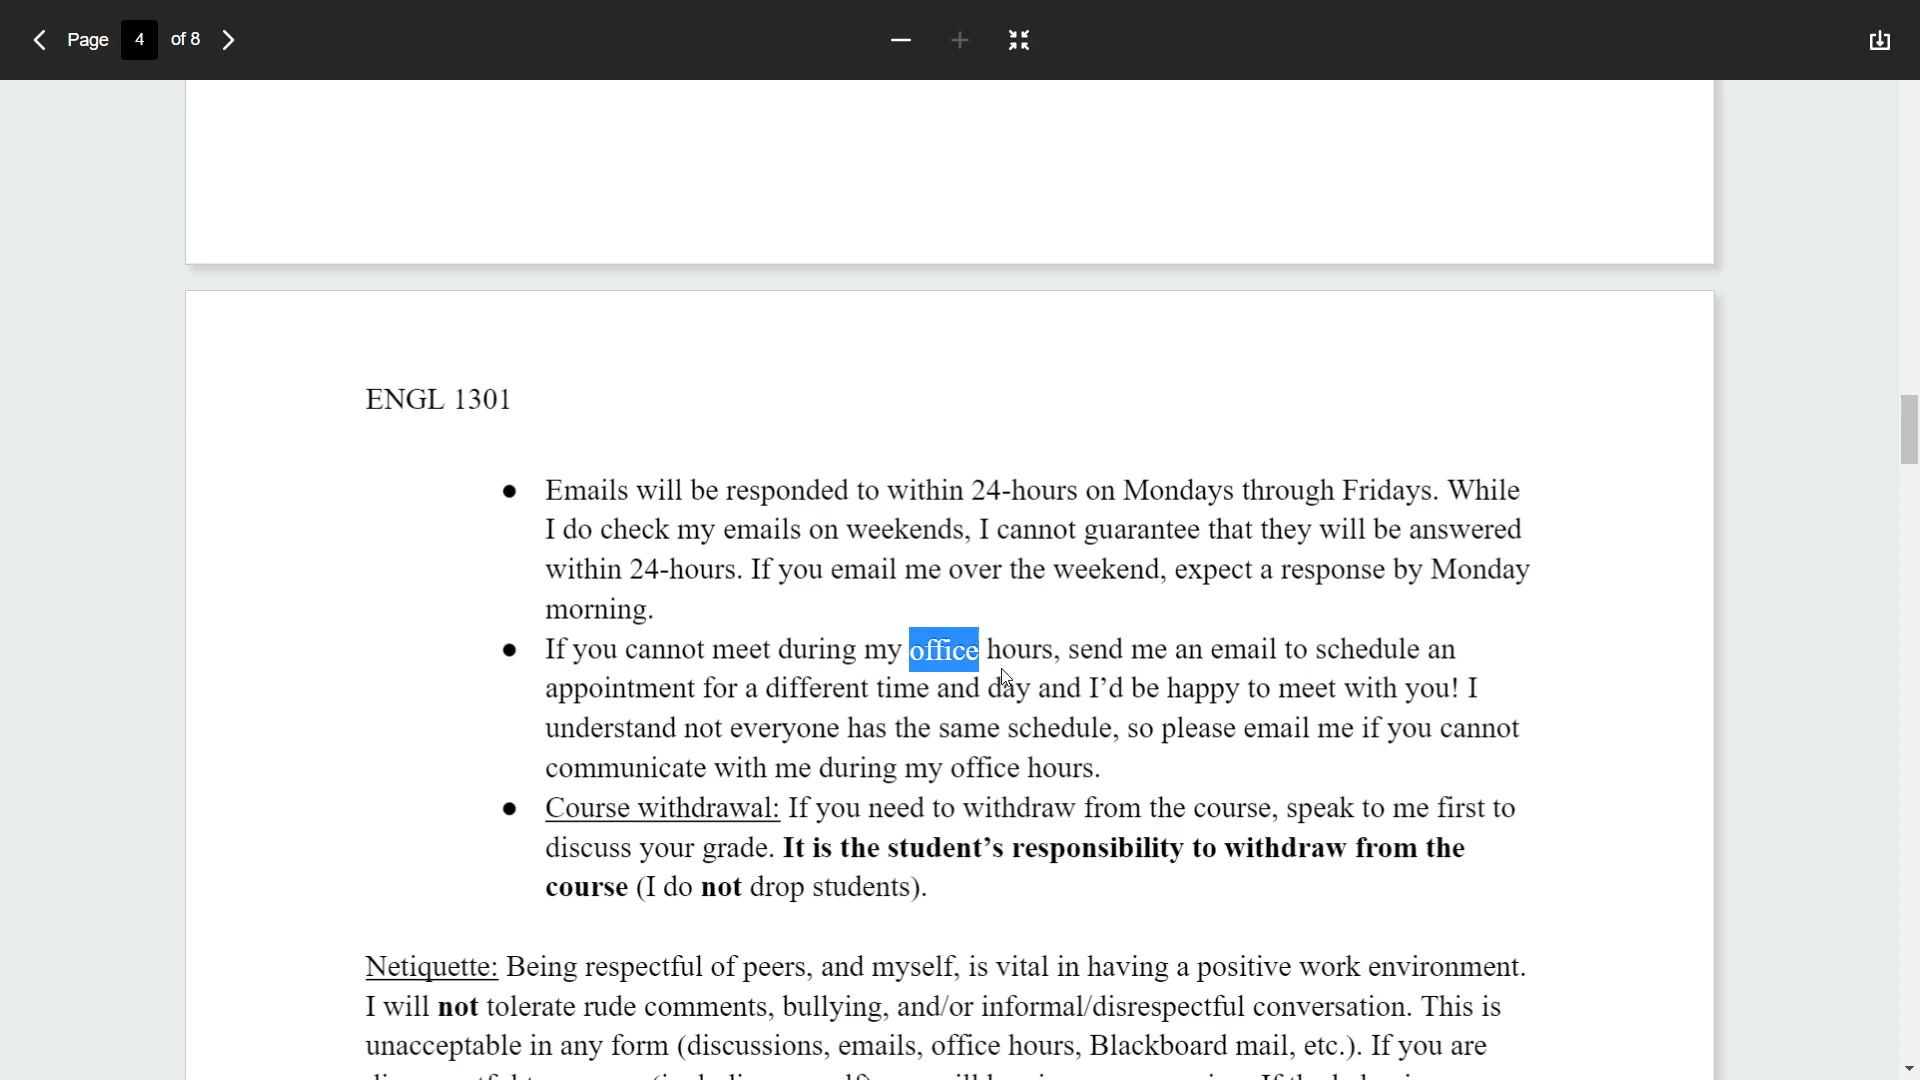 Page 4 of 8
ENGL 1301
● Emails will be responded to within 24-hours on Mondays through Fridays. While
I do check my emails on weekends, I cannot guarantee that they will be answered
within 24-hours. If you email me over the weekend, expect a response by Monday
morning.
● If you cannot meet during my office hours, send me an email to schedule an
appointment for a different time and day and I’d be happy to meet with you! I
understand not everyone has the same schedule, so please email me if you cannot
communicate with me during my office hours.
● Course withdrawal: If you need to withdraw from the course, speak to me first to
discuss your grade. It is the student’s responsibility to withdraw from the
course (I do not drop students).
Netiquette: Being respectful of peers, and myself, is vital in having a positive work environment.
I will not tolerate rude comments, bullying, and/or informal/disrespectful conversation. This is
unacceptable in any form (discussions, emails, office hours, Blackboard mail, etc.). If you are